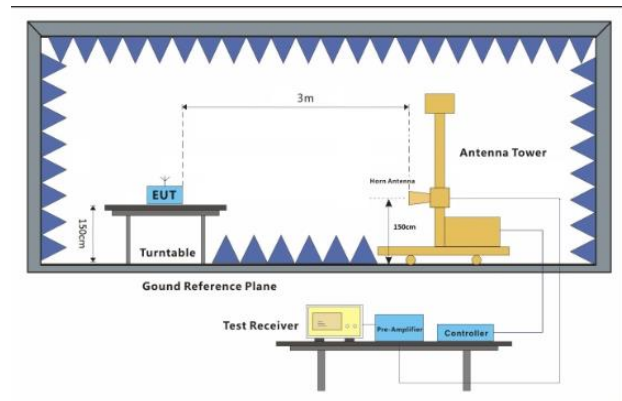 3m
Antenna Tower
Horn Antenna
EUT
150cm
150cm
Turntable
Gound Reference Plane
Test Receiver
Pre-Amplifier
Controller